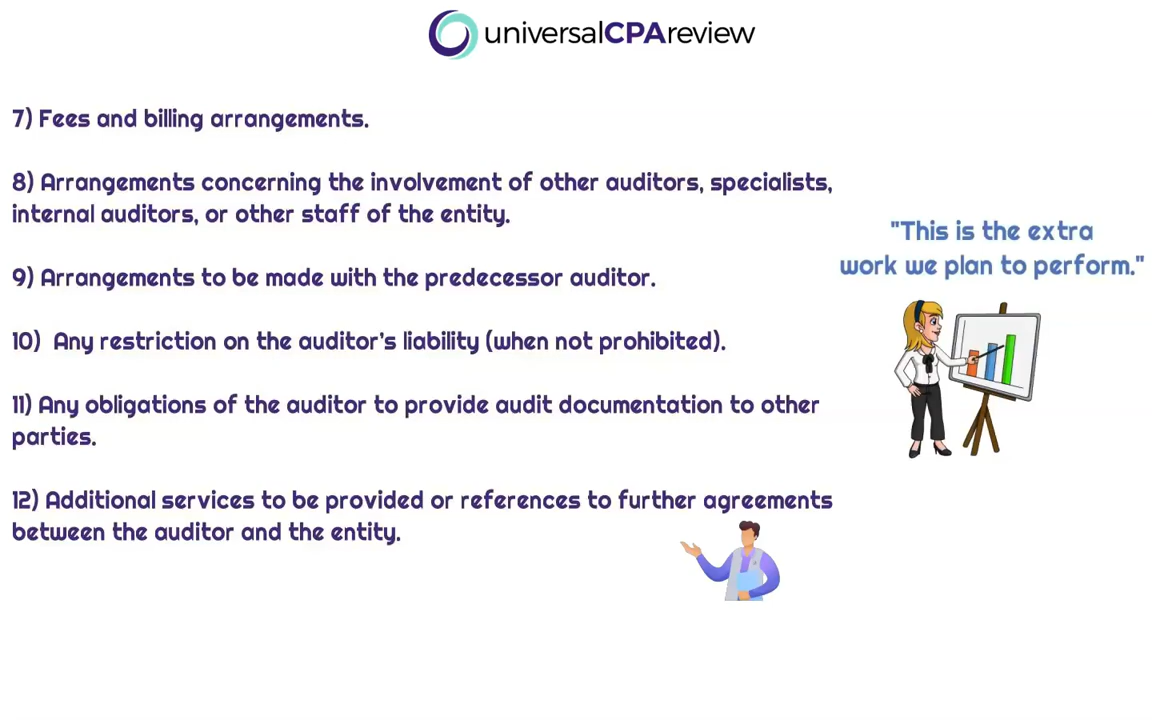 universalCPAreview
7) Fees and billing arrangements.
8) Arrangements concerning the involvement of other auditors, specialists,
internal auditors, or other staff of the entity.
"This is the extra
work we plan to perform."
9) Arrangements to be made with the predecessor auditor.
10) Any restriction on the auditor's liability (when not prohibited).
11) Any obligations of the auditor to provide audit documentation to other
parties.
12) Additional services to be provided or references to further agreements
between the auditor and the entity.